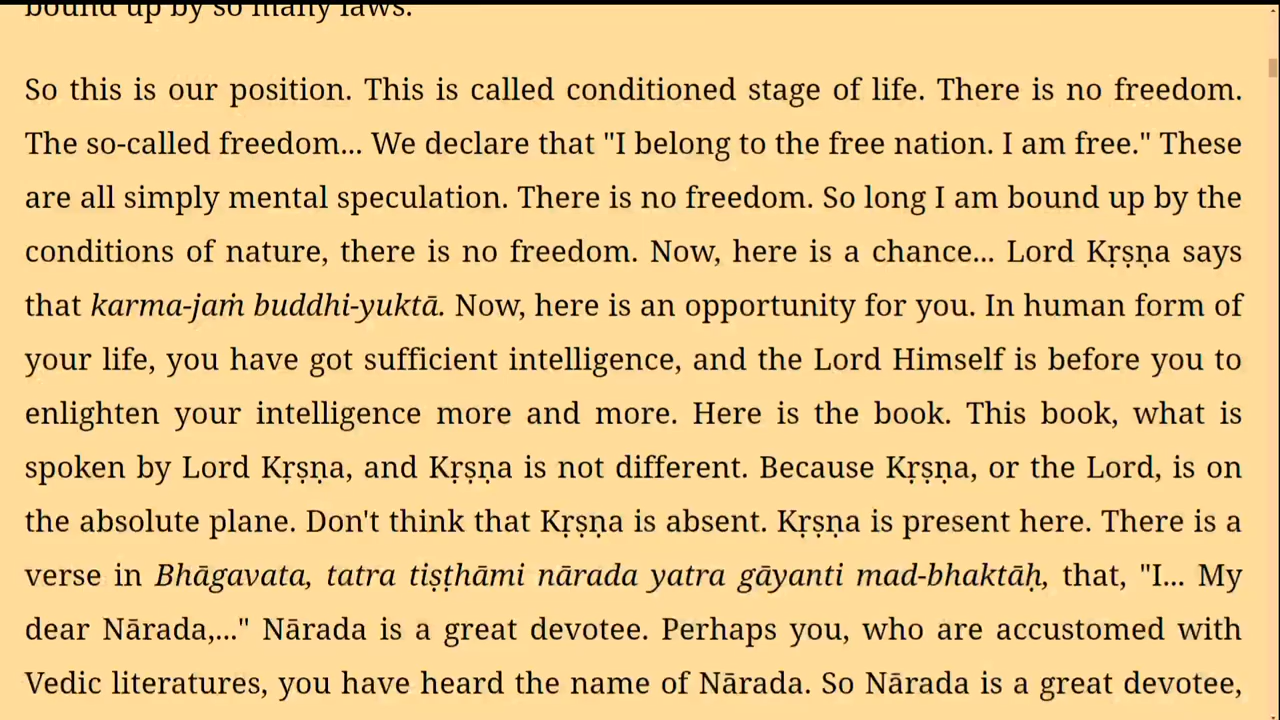 bound up by so many laws.
So this is our position. This is called conditioned stage of life. There is no freedom.
The so-called freedom... We declare that "I belong to the free nation. I am free." These
are all simply mental speculation. There is no freedom. So long I am bound up by the
conditions of nature, there is no freedom. Now, here is a chance... Lord Kṛṣṇa says
that karma-jaṁ buddhi-yuktā. Now, here is an opportunity for you. In human form of
your life, you have got sufficient intelligence, and the Lord Himself is before you to
enlighten your intelligence more and more. Here is the book. This book, what is
spoken by Lord Kṛṣṇa, and Kṛṣṇa is not different. Because Kṛṣṇa, or the Lord, is on
the absolute plane. Don't think that Kṛṣṇa is absent. Kṛṣṇa is present here. There is a
verse in Bhāgavata, tatra tiṣṭhāmi nārada yatra gāyanti mad-bhaktāḥ, that, "I... My
dear Nārada,..." Nārada is a great devotee. Perhaps you, who are accustomed with
Vedic literatures, you have heard the name of Nārada. So Nārada is a great devotee,